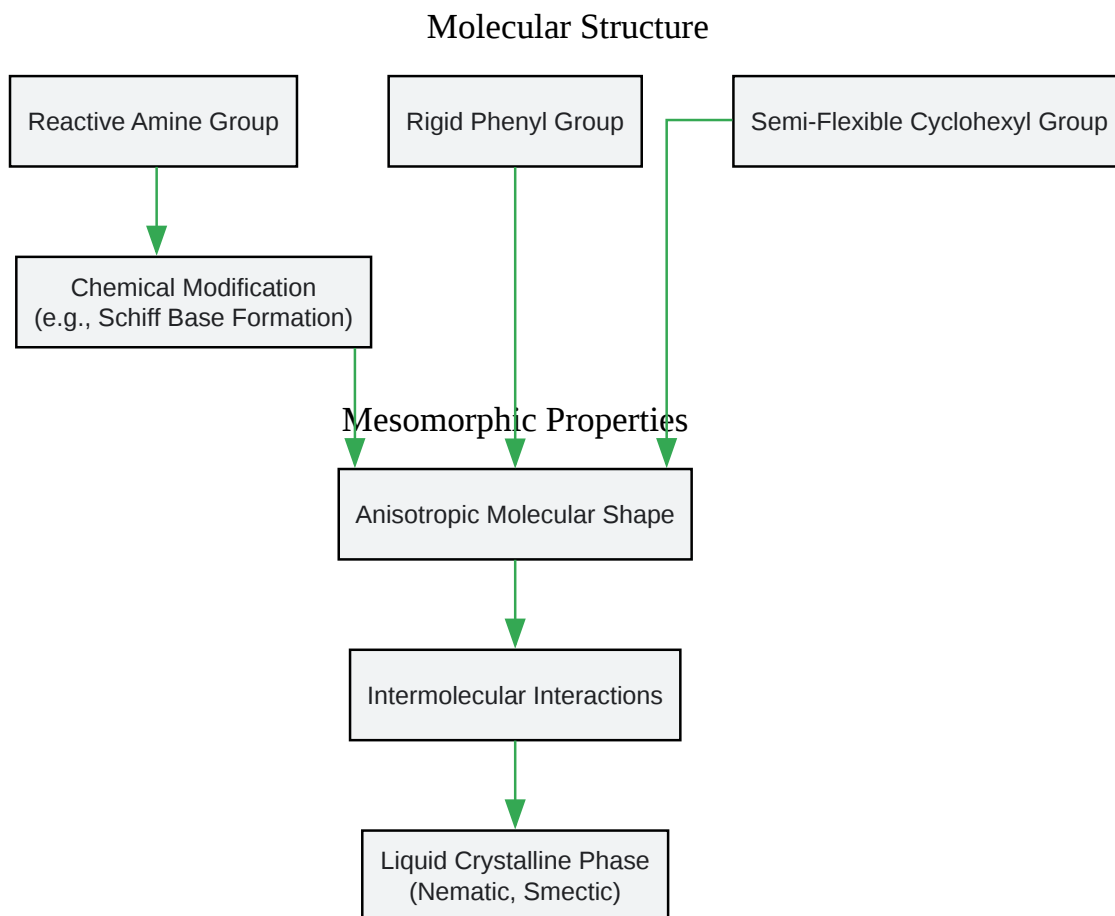 Molecular Structure
Reactive Amine Group
Rigid Phenyl Group
Semi-Flexible Cyclohexyl Group
Chemical Modification
(e.g., Schiff Base Formation)
Mesomorphic Properties
Anisotropic Molecular Shape
Intermolecular Interactions
Liquid Crystalline Phase
(Nematic, Smectic)